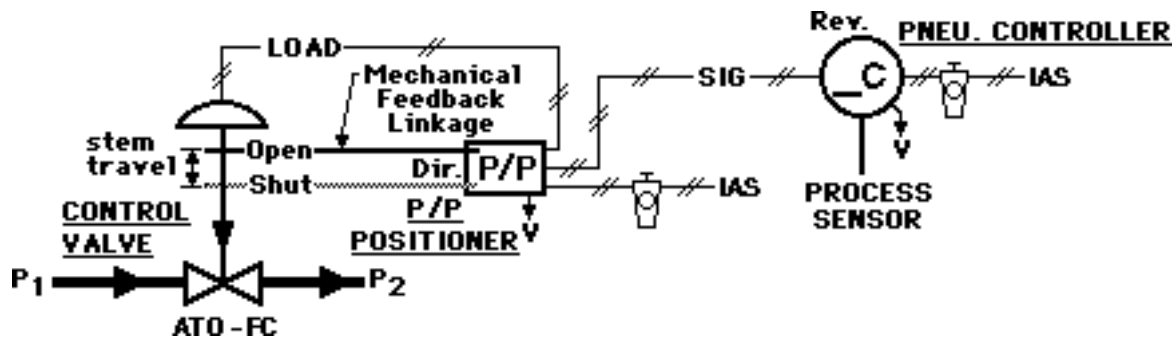 Rev.
PNEU. CONTROLLER
LOAD
Mechanical
Feedback
Linkage
SIG
_C
IAS
V
stem
travel
Open
Shut
Dir.
P/P
IAS
PROCESS
SENSOR
CONTROL
VALVE
P/P
POSITIONER
V
P1
P2
ATO-FC